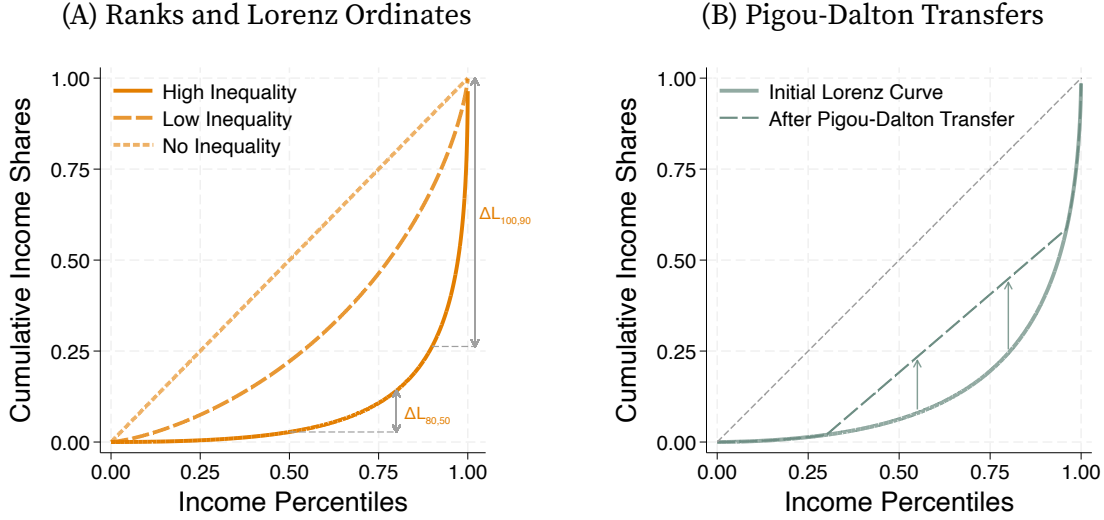 (A) Ranks and Lorenz Ordinates
1.00
0.75
0.50
0.25
0.00
Cumulative Income Shares
High Inequality
Low Inequality
No Inequality
ΔL100,90
ΔL80,50
0.00 0.25 0.50 0.75 1.00
Income Percentiles
(B) Pigou-Dalton Transfers
1.00
0.75
0.50
0.25
0.00
Cumulative Income Shares
Initial Lorenz Curve
After Pigou-Dalton Transfer
0.00 0.25 0.50 0.75 1.00
Income Percentiles